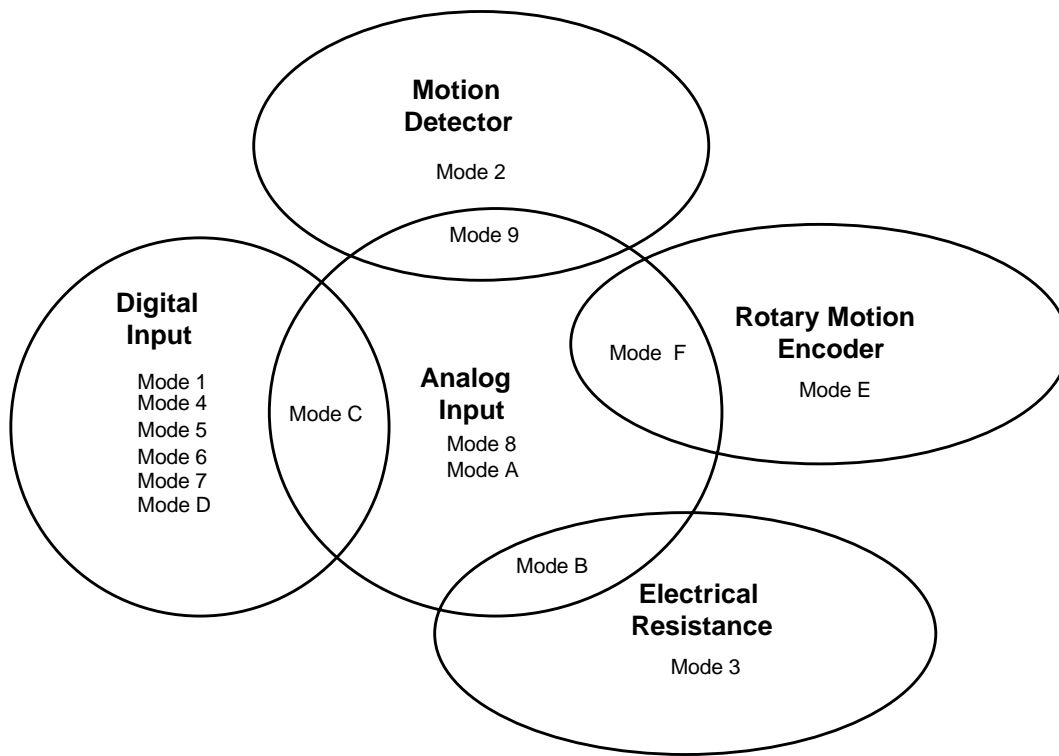 Motion
Detector
Mode 2
Mode 9
Digital
Input
Mode 1
Mode 4
Mode 5
Mode 6
Mode 7
Mode D
Mode C
Analog
Input
Mode 8
Mode A
Mode F
Rotary Motion
Encoder
Mode E
Mode B
Electrical
Resistance
Mode 3